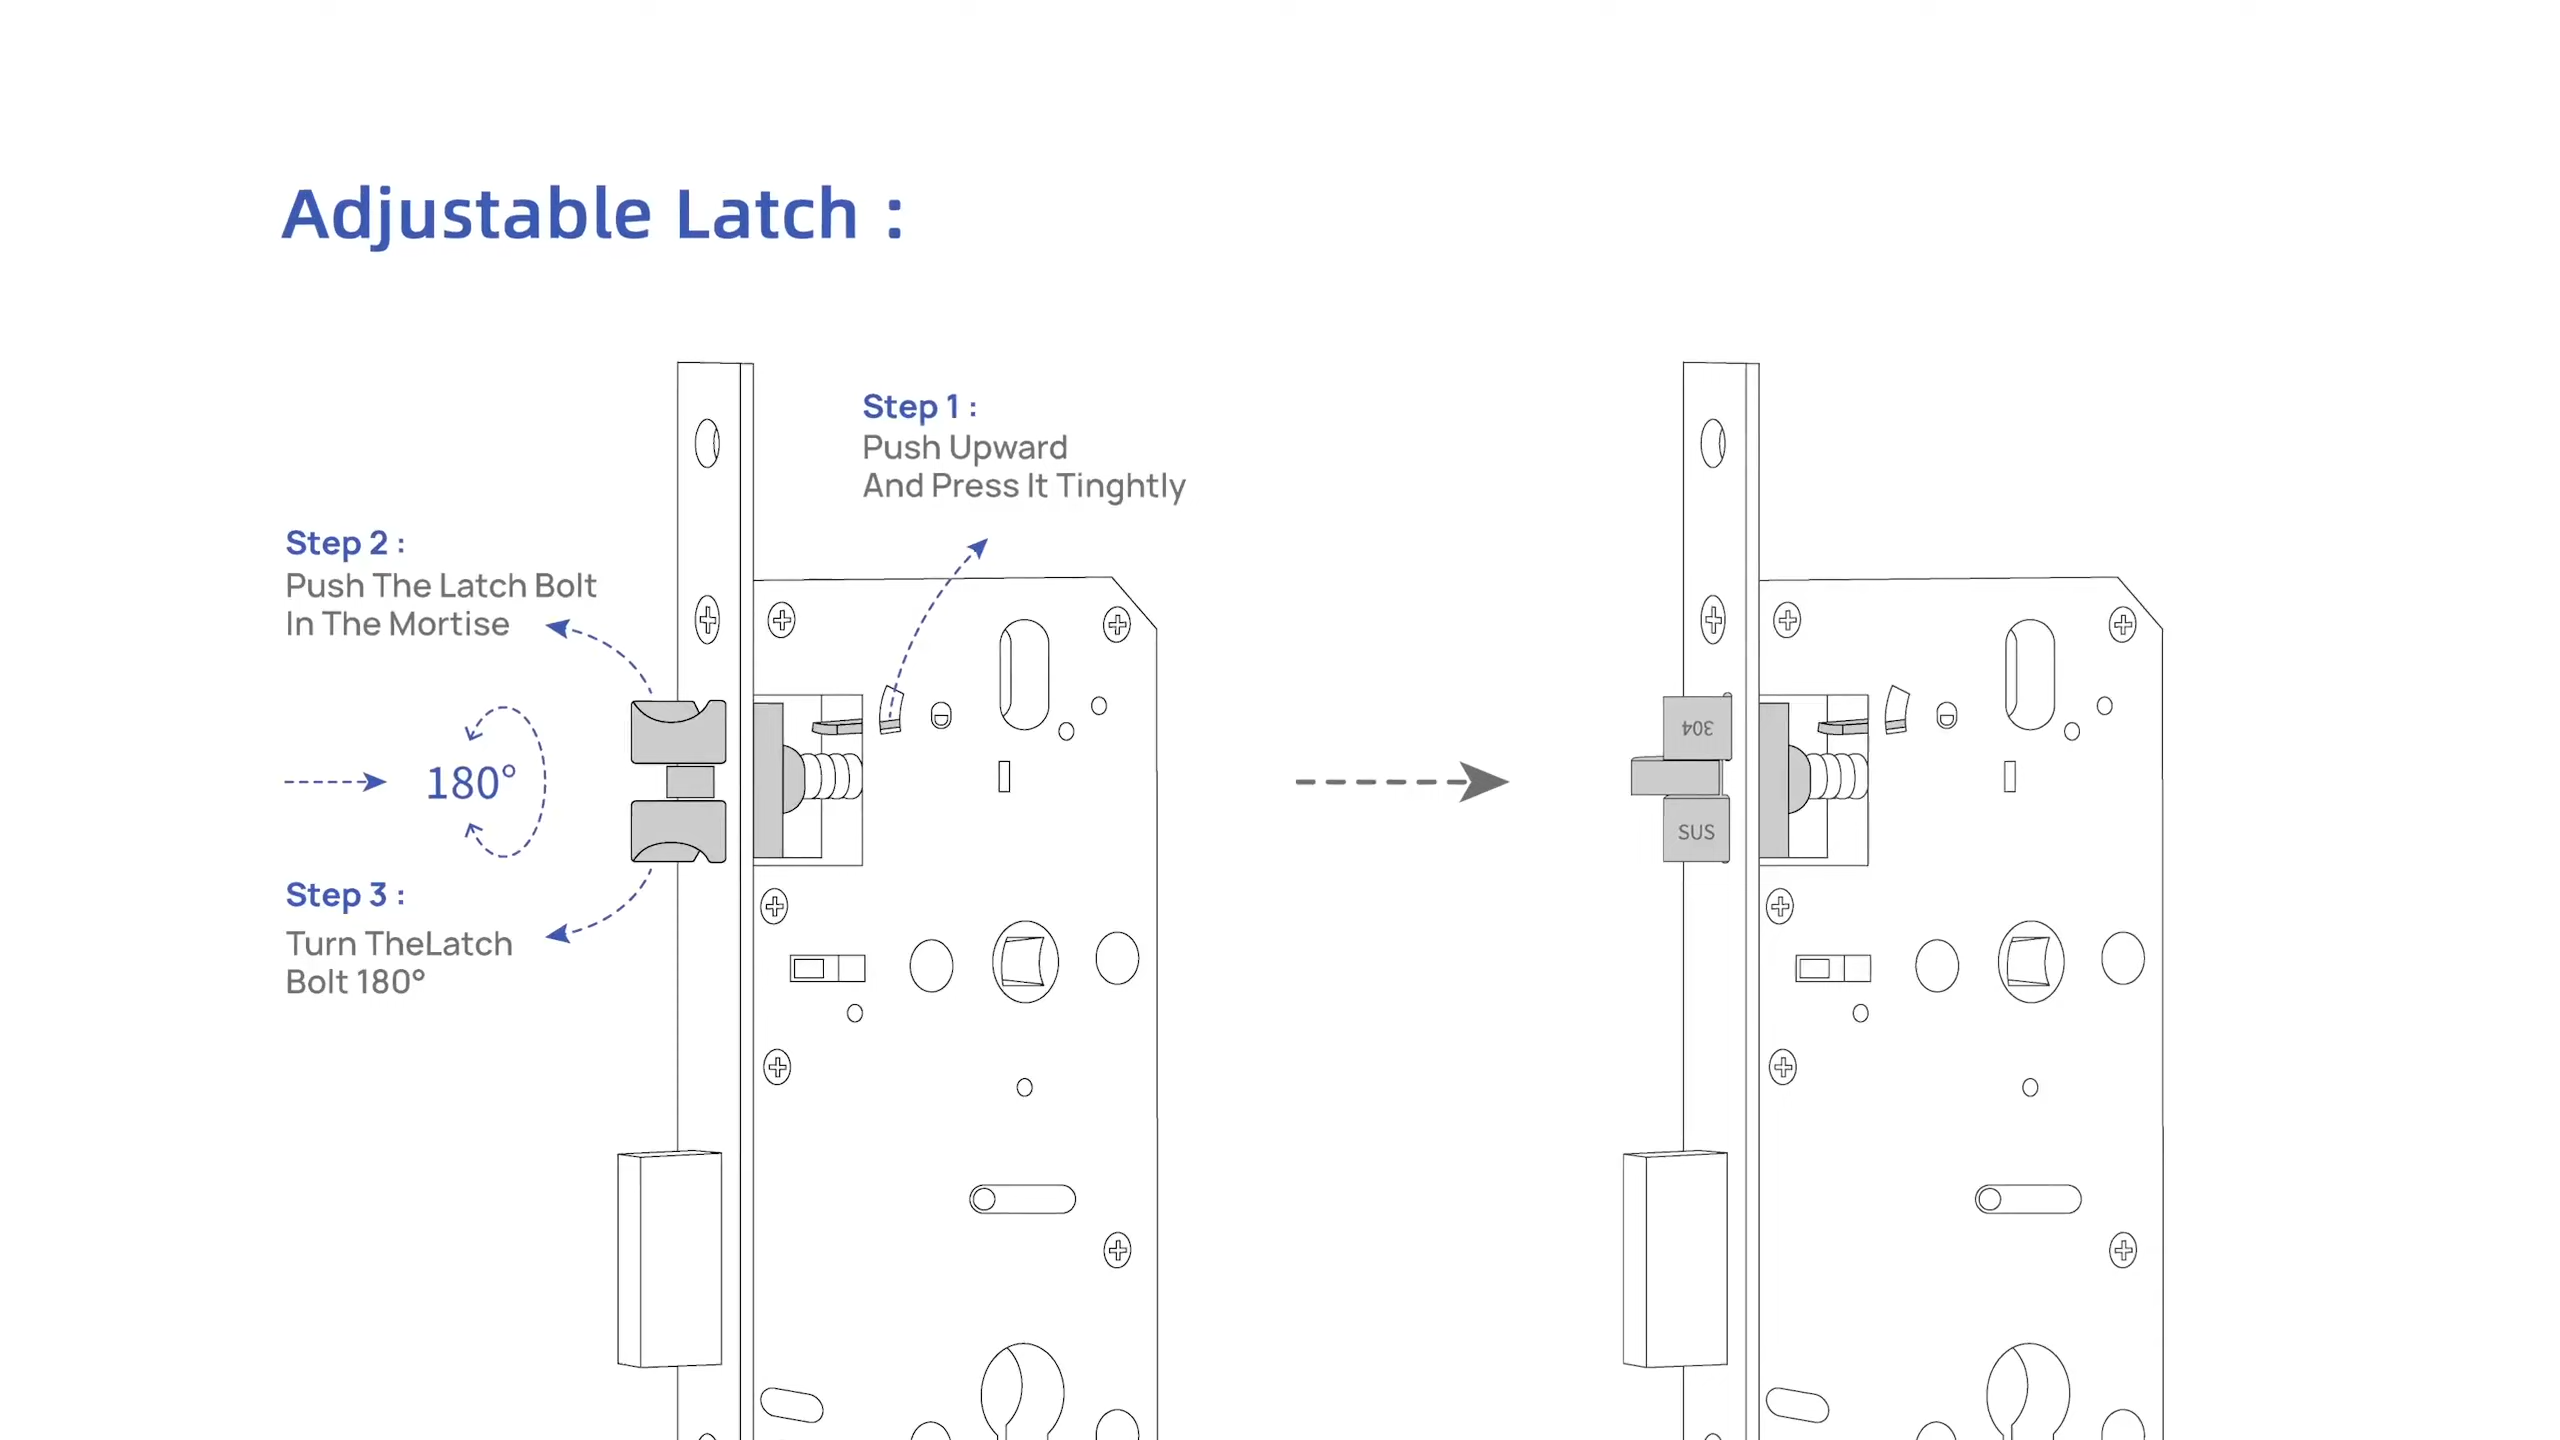 Adjustable Latch :
Step 1 :
Push Upward
And Press It Tinghtly
Step 2 :
Push The Latch Bolt
In The Mortise
180°
Step 3 :
Turn TheLatch
Bolt 180°
304
SUS